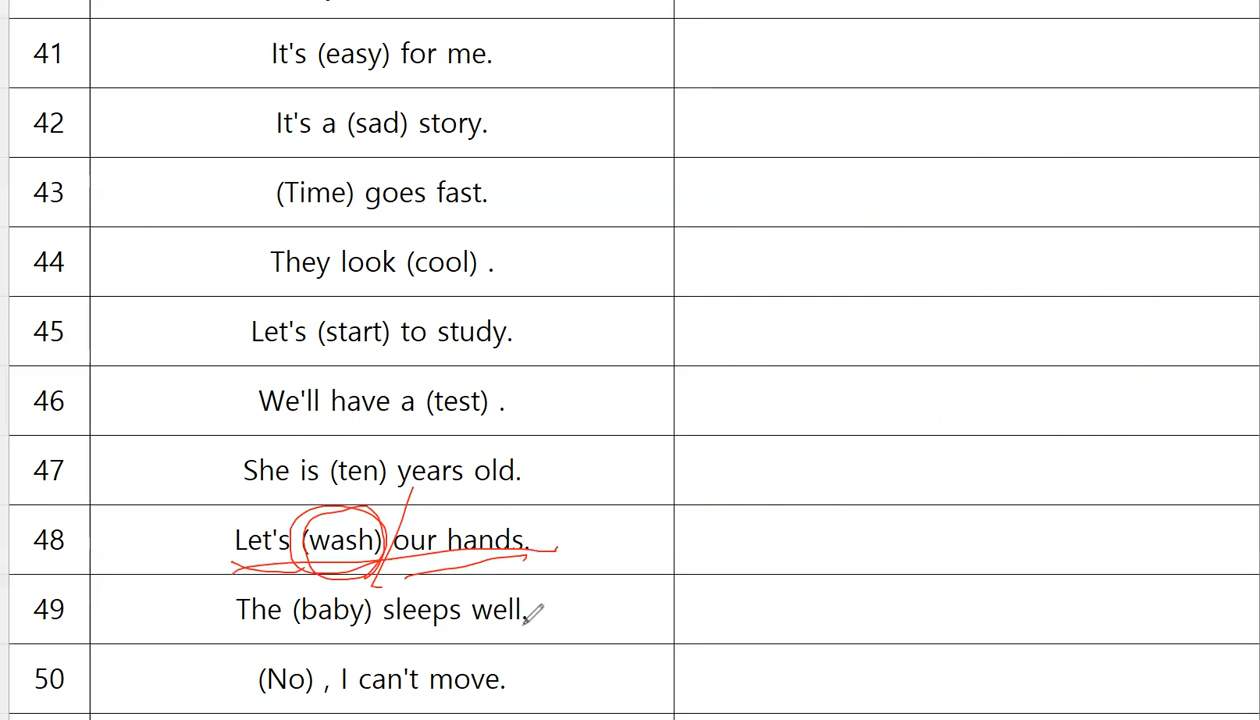 41 It's (easy) for me.
42 It's a (sad) story.
43 (Time) goes fast.
44 They look (cool) .
45 Let's (start) to study.
46 We'll have a (test) .
47 She is (ten) years old.
48 Let's (wash) our hands.
49 The (baby) sleeps well.
50 (No) , I can't move.